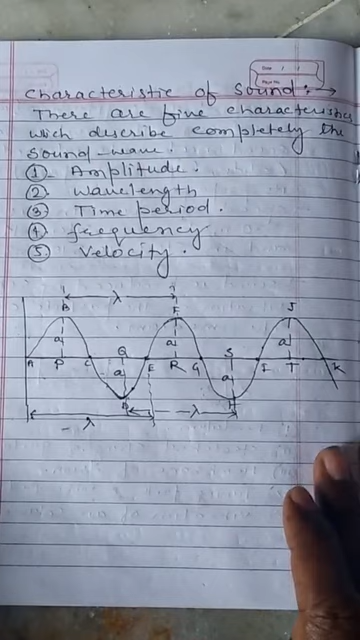 Characteristic of Sound:→
There are five characteristics
wich describe completely the
Sound-wave.
① Amplitude.
② wavelength
③ Time period.
④ frequency
⑤ Velocity.
λ
B F J
a a a
A P C Q E R G S I T K
a a
H
λ λ